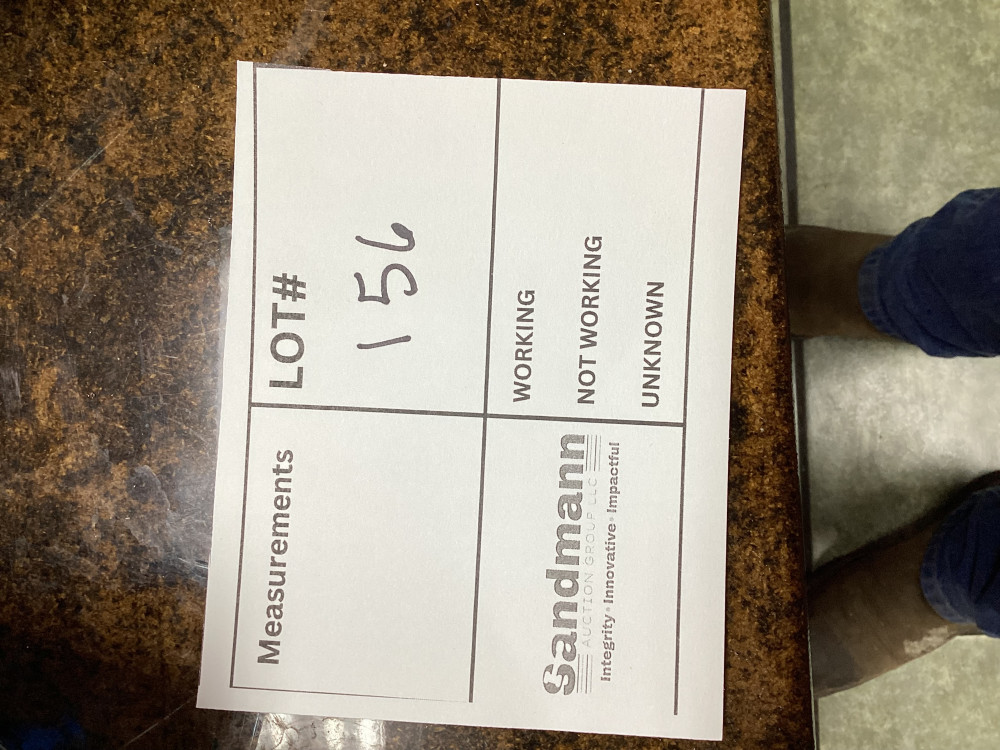 Measurements
LOT#
156
Sandmann
AUCTION GROUP LLC
Integrity • Innovative • Impactful
WORKING
NOT WORKING
UNKNOWN